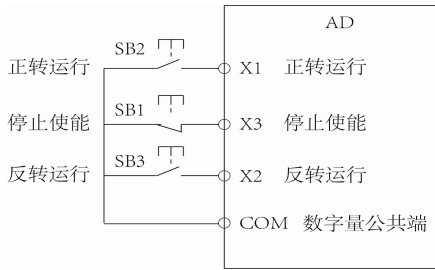 AD
SB2
正转运行 X1 正转运行
SB1
停止使能 X3 停止使能
SB3
反转运行 X2 反转运行
COM 数字量公共端